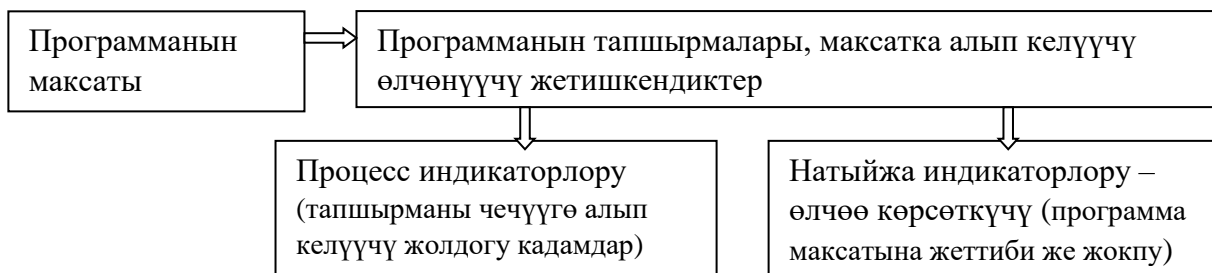 Программанын
максаты
Программанын тапшырмалары, максатка алып келүүчү
өлчөнүүчү жетишкендиктер
Процесс индикаторлору
(тапшырманы чечүүгө алып
келүүчү жолдогу кадамдар)
Натыйжа индикаторлору –
өлчөө көрсөткүчү (программа
максатына жеттиби же жокпу)